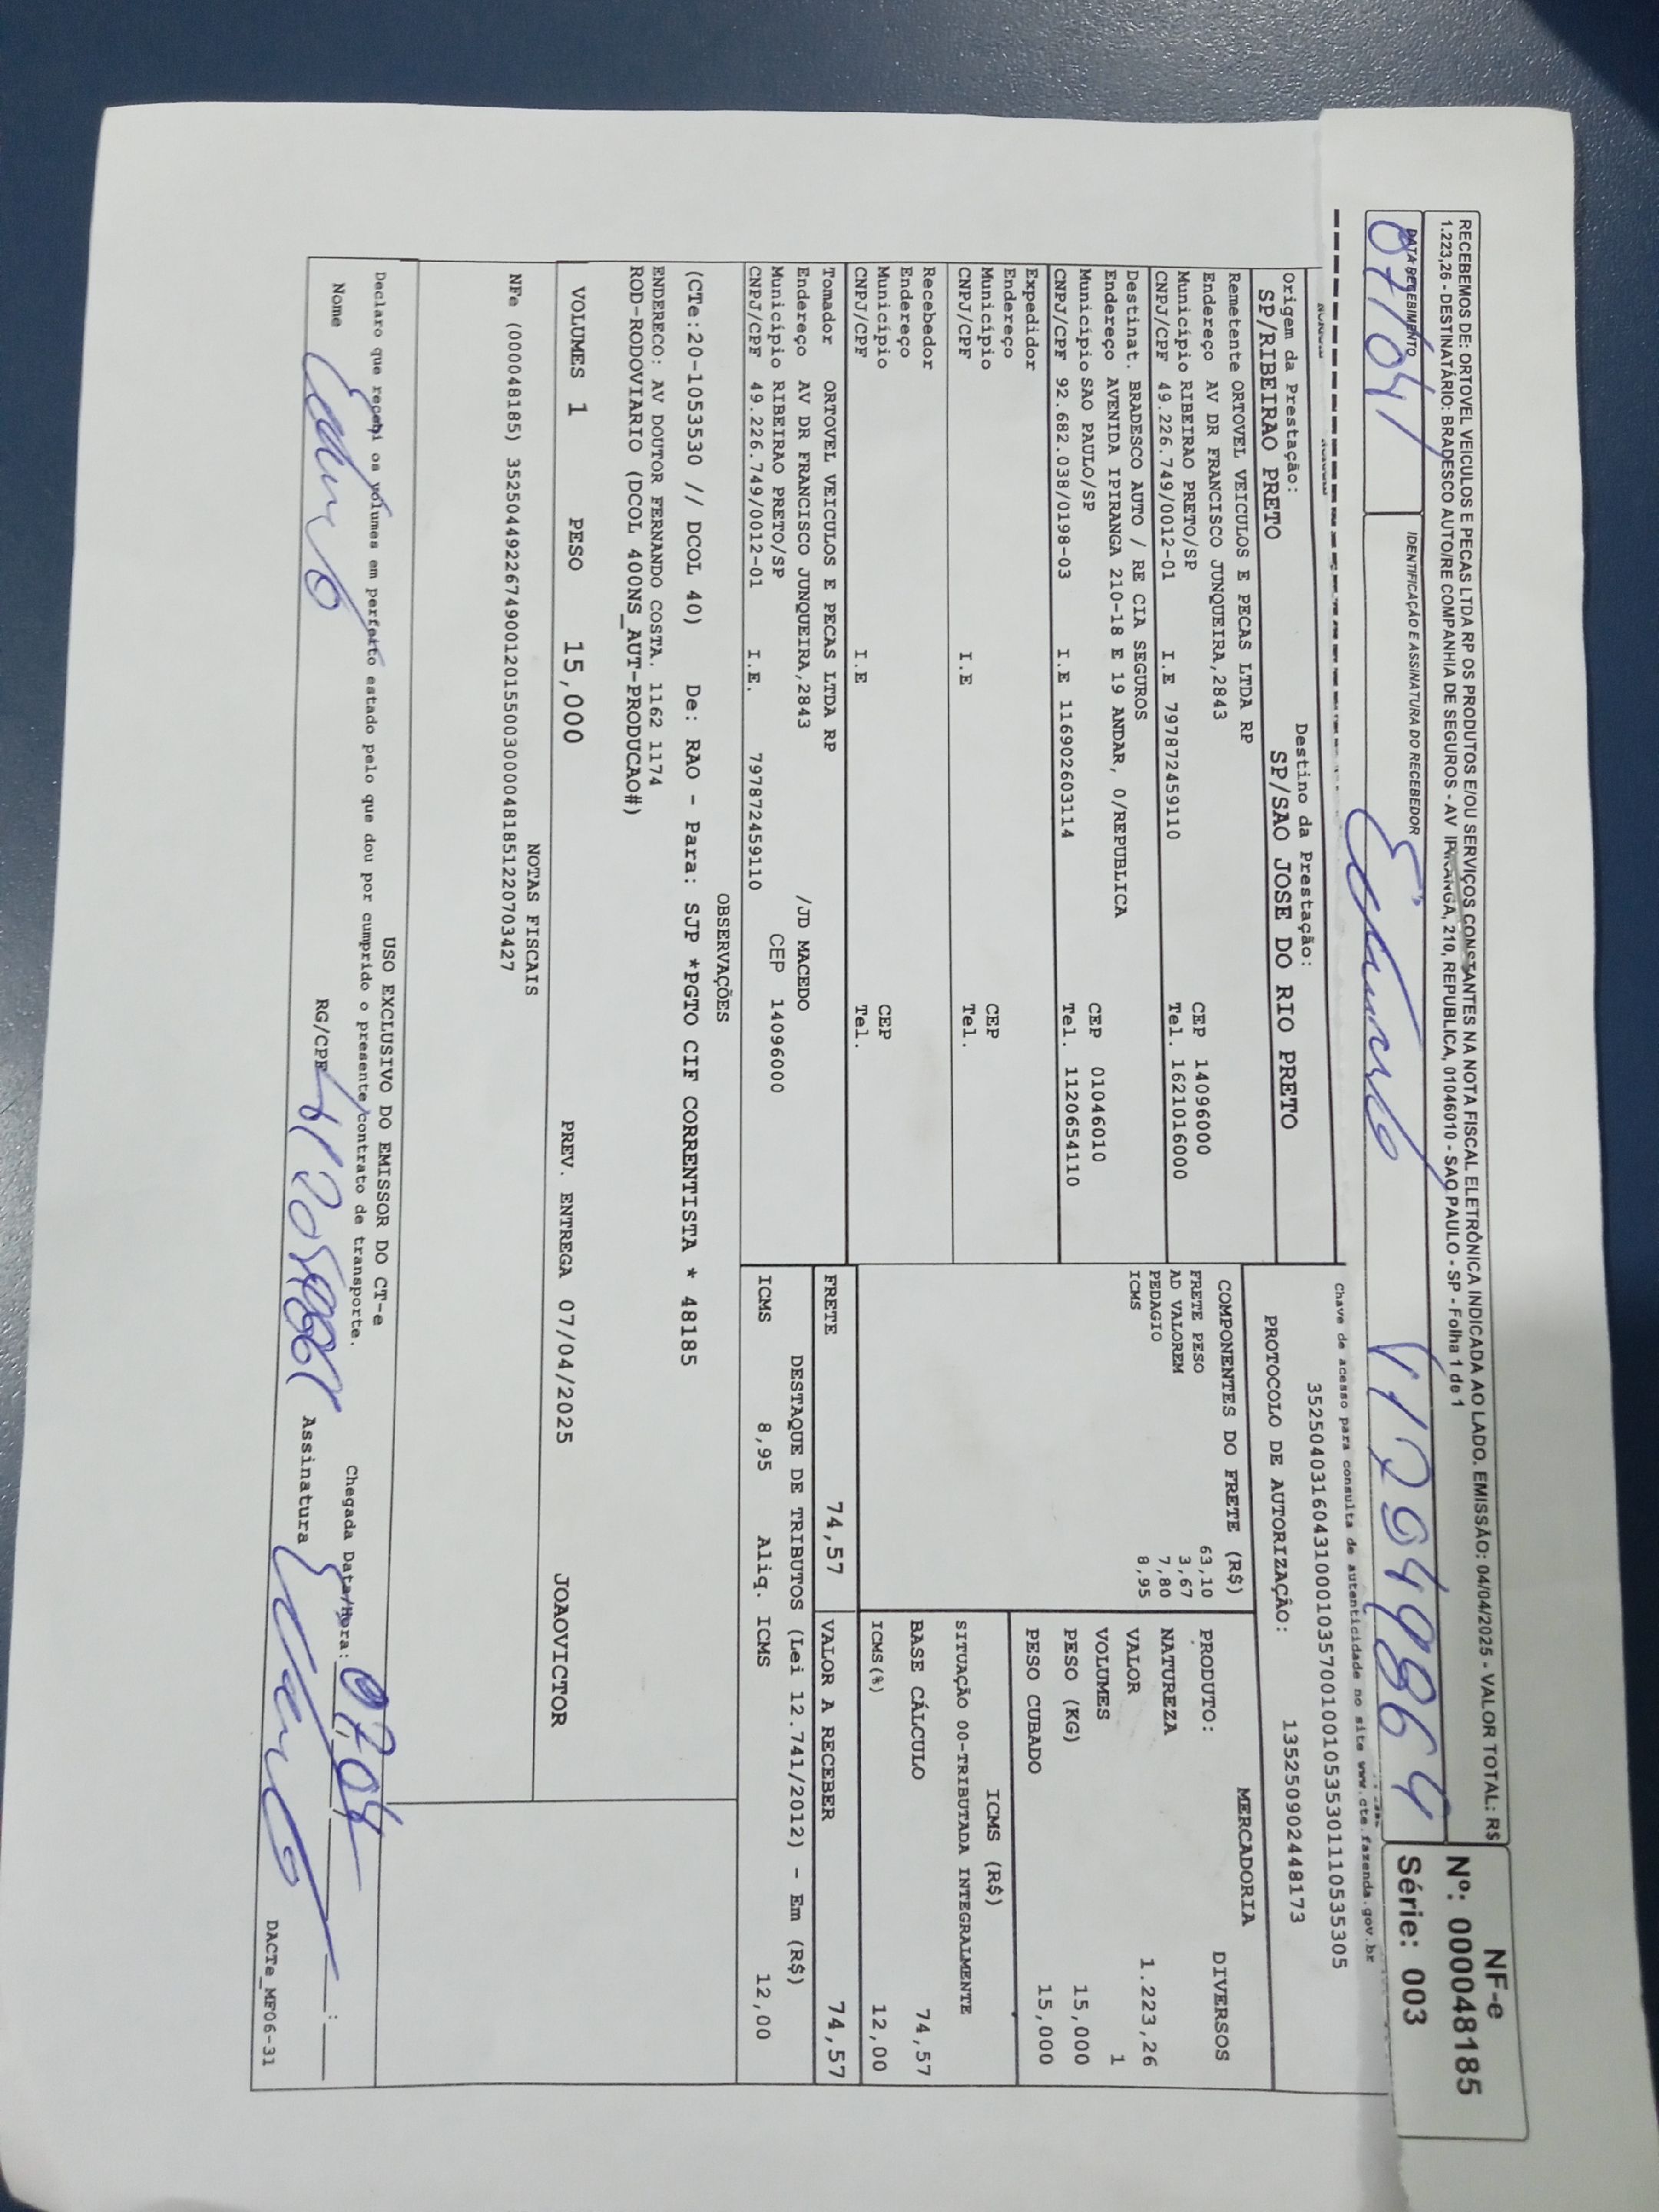 RECEBEMOS DE: ORTOVEL VEICULOS E PECAS LTDA RP OS PRODUTOS E/OU SERVIÇOS CONSTANTES NA NOTA FISCAL ELETRÔNICA INDICADA AO LADO. EMISSÃO: 04/04/2025 - VALOR TOTAL: R$
1.223,26 - DESTINATÁRIO: BRADESCO AUTO/RE COMPANHIA DE SEGUROS - AV IPIRANGA, 210, REPUBLICA, 01046010 - SAO PAULO - SP - Folha 1 de 1
NF-e
Nº: 000048185
Série: 003
DATA RECEBIMENTO
07/04/
IDENTIFICAÇÃO E ASSINATURA DO RECEBEDOR
Chave de acesso para consulta de autenticidade no site www.cte.fazenda.gov.br
35250403160431000103570010010535301110535305
Origem da Prestação:
SP/RIBEIRAO PRETO
Destino da Prestação:
SP/SAO JOSE DO RIO PRETO
PROTOCOLO DE AUTORIZAÇÃO:
135250902448173
Remetente ORTOVEL VEICULOS E PECAS LTDA RP
Endereço AV DR FRANCISCO JUNQUEIRA,2843
Município RIBEIRAO PRETO/SP CEP 14096000
CNPJ/CPF 49.226.749/0012-01 I.E 797872459110 Tel. 1621016000
Destinat. BRADESCO AUTO / RE CIA SEGUROS
Endereço AVENIDA IPIRANGA 210-18 E 19 ANDAR, 0/REPUBLICA
Município SAO PAULO/SP CEP 01046010
CNPJ/CPF 92.682.038/0198-03 I.E 116902603114 Tel. 1120654110
Expedidor
Endereço
Município CEP
CNPJ/CPF I.E Tel.
Recebedor
Endereço
Município CEP
CNPJ/CPF I.E Tel.
Tomador ORTOVEL VEICULOS E PECAS LTDA RP
Endereço AV DR FRANCISCO JUNQUEIRA,2843 /JD MACEDO
Município RIBEIRAO PRETO/SP CEP 14096000
CNPJ/CPF 49.226.749/0012-01 I.E. 797872459110
COMPONENTES DO FRETE (R$)
FRETE PESO 63,10
AD VALOREM 3,67
PEDAGIO 7,80
ICMS 8,95
MERCADORIA
PRODUTO: DIVERSOS
NATUREZA
VALOR 1.223,26
VOLUMES 1
PESO (KG) 15,000
PESO CUBADO 15,000
ICMS (R$)
SITUAÇÃO 00-TRIBUTADA INTEGRALMENTE
BASE CÁLCULO 74,57
ICMS(%) 12,00
FRETE 74,57 VALOR A RECEBER 74,57
DESTAQUE DE TRIBUTOS (Lei 12.741/2012) - Em (R$)
ICMS 8,95 Aliq. ICMS 12,00
OBSERVAÇÕES
(CTe:20-1053530 // DCOL 40) De: RAO - Para: SJP *PGTO CIF CORRENTISTA * 48185
ENDERECO: AV DOUTOR FERNANDO COSTA. 1162 1174
ROD-RODOVIARIO (DCOL 400NS_AUT-PRODUCAO#)
VOLUMES 1 PESO 15,000 PREV. ENTREGA 07/04/2025 JOAOVICTOR
NOTAS FISCAIS
NFe (000048185) 35250449226749001201550030000481851220703427
USO EXCLUSIVO DO EMISSOR DO CT-e
Declaro que recebi os volumes em perfeito estado pelo que dou por cumprido o presente contrato de transporte.
Chegada Data/Hora: 07/04
Nome RG/CPF Assinatura
DACTe_MF06-31